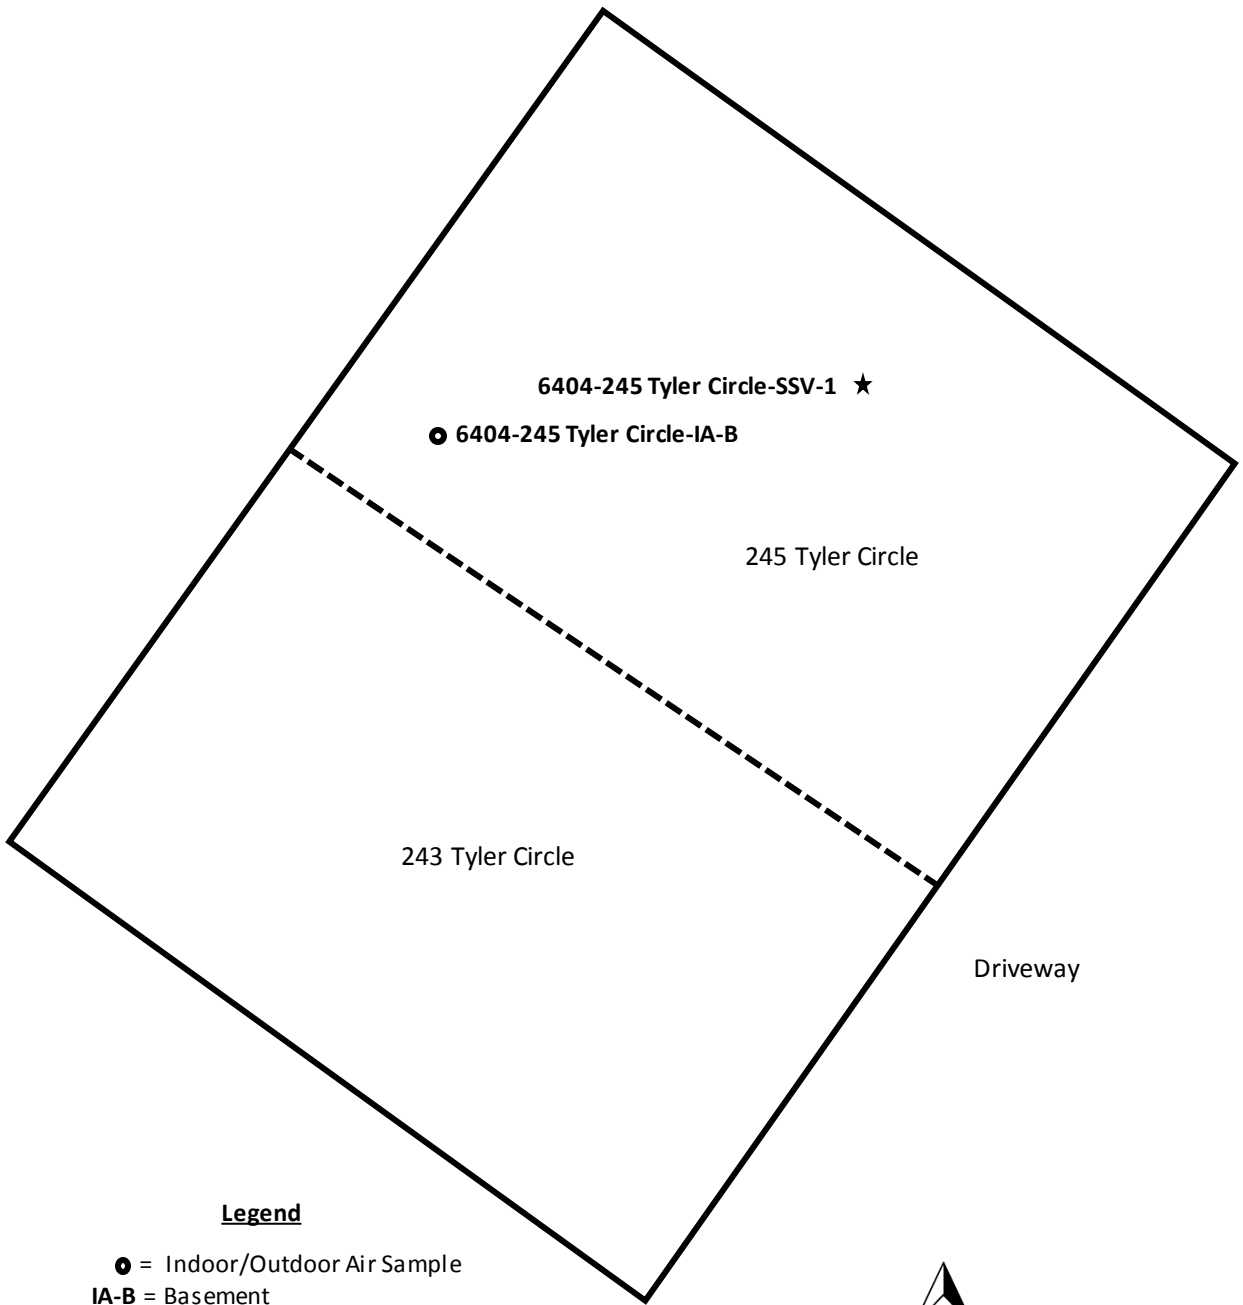 6404-245 Tyler Circle-SSV-1
6404-245 Tyler Circle-IA-B
245 Tyler Circle
243 Tyler Circle
Driveway
Legend
= Indoor/Outdoor Air Sample
IA-B = Basement